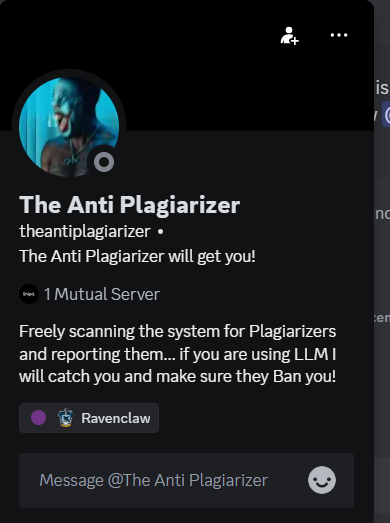 is
@
The Anti Plagiarizer
theantiplagiarizer •
The Anti Plagiarizer will get you!
1 Mutual Server
Freely scanning the system for Plagiarizers
and reporting them... if you are using LLM I
will catch you and make sure they Ban you!
Ravenclaw
Message @The Anti Plagiarizer